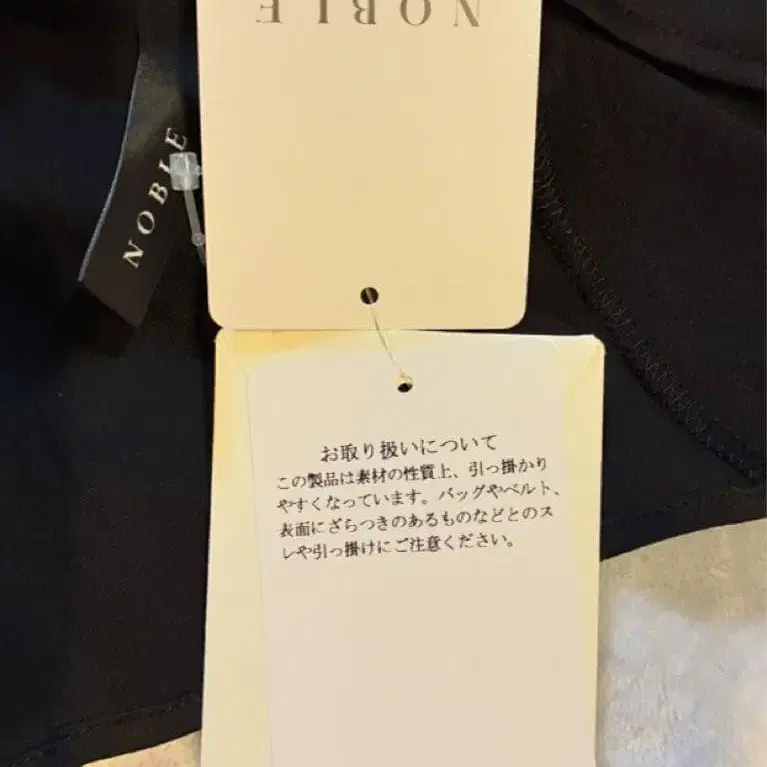 NOBLE
NOBLE
お取り扱いについて
この製品は素材の性質上、引っ掛かり
やすくなっています。バッグやベルト、
表面にざらつきのあるものなどとのス
レや引っ掛けにご注意ください。